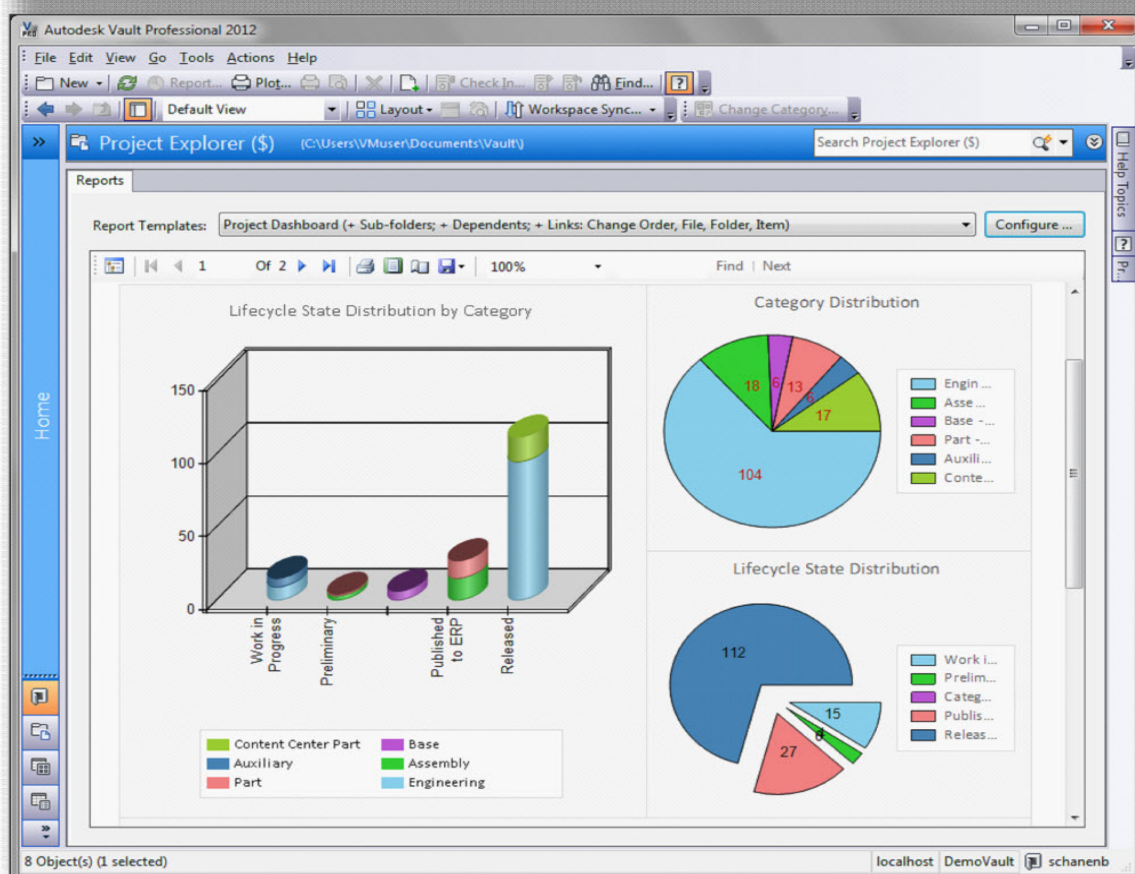 Autodesk Vault Professional 2012
File Edit View Go Tools Actions Help
New Report... Plot... Check In... Find...
Default View Layout Workspace Sync... Change Category...
Project Explorer ($) (C:\Users\VMuser\Documents\Vault\) Search Project Explorer ($)
Help Topics
Pr...
Home
Reports
Report Templates: Project Dashboard (+ Sub-folders; + Dependents; + Links: Change Order, File, Folder, Item) Configure ...
1 Of 2 100% Find | Next
Lifecycle State Distribution by Category
150
100
50
0
Work in Progress
Preliminary
Published to ERP
Released
Content Center Part Base
Auxiliary Assembly
Part Engineering
Category Distribution
18 6 13 6
17
104
Engin ...
Asse ...
Base -...
Part -...
Auxili...
Conte...
Lifecycle State Distribution
112
15
27
Work i...
Prelim...
Categ...
Publis...
Releas...
8 Object(s) (1 selected) localhost DemoVault schanenb